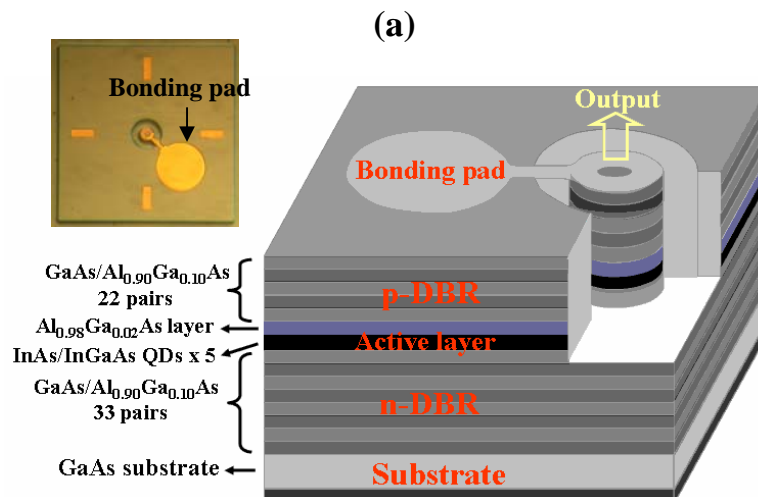 (a)
Bonding pad
Output
Bonding pad
GaAs/Al0.90Ga0.10As
22 pairs
p-DBR
Al0.98Ga0.02As layer
Active layer
InAs/InGaAs QDs x 5
GaAs/Al0.90Ga0.10As
33 pairs
n-DBR
GaAs substrate
Substrate